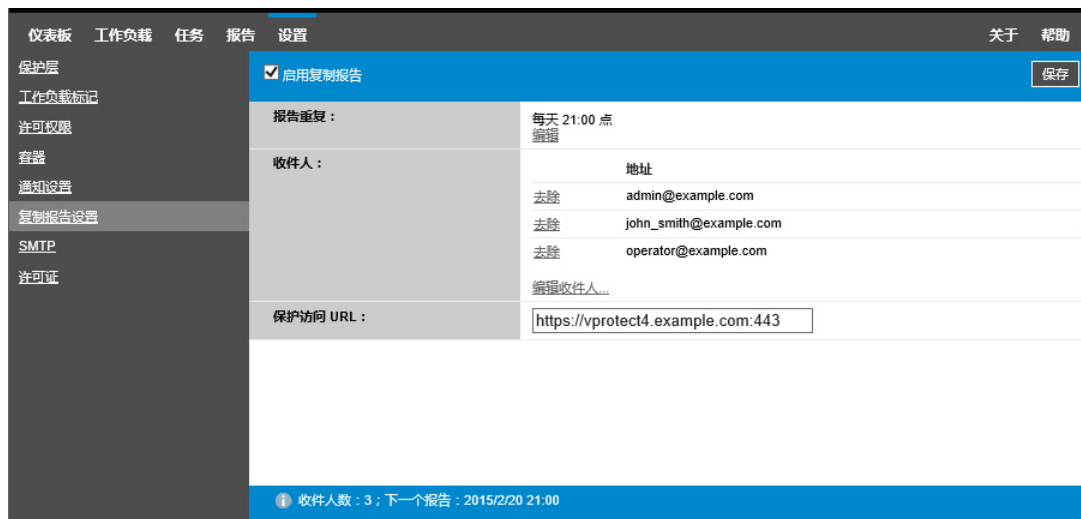 仪表板 工作负载 任务 报告 设置 关于 帮助
保护层
工作负载标记
许可权限
容器
通知设置
复制报告设置
SMTP
许可证
启用复制报告 保存
报告重复：
每天 21:00 点
编辑
收件人：
地址
去除 admin@example.com
去除 john_smith@example.com
去除 operator@example.com
编辑收件人...
保护访问 URL：
https://vprotect4.example.com:443
收件人数：3；下一个报告：2015/2/20 21:00